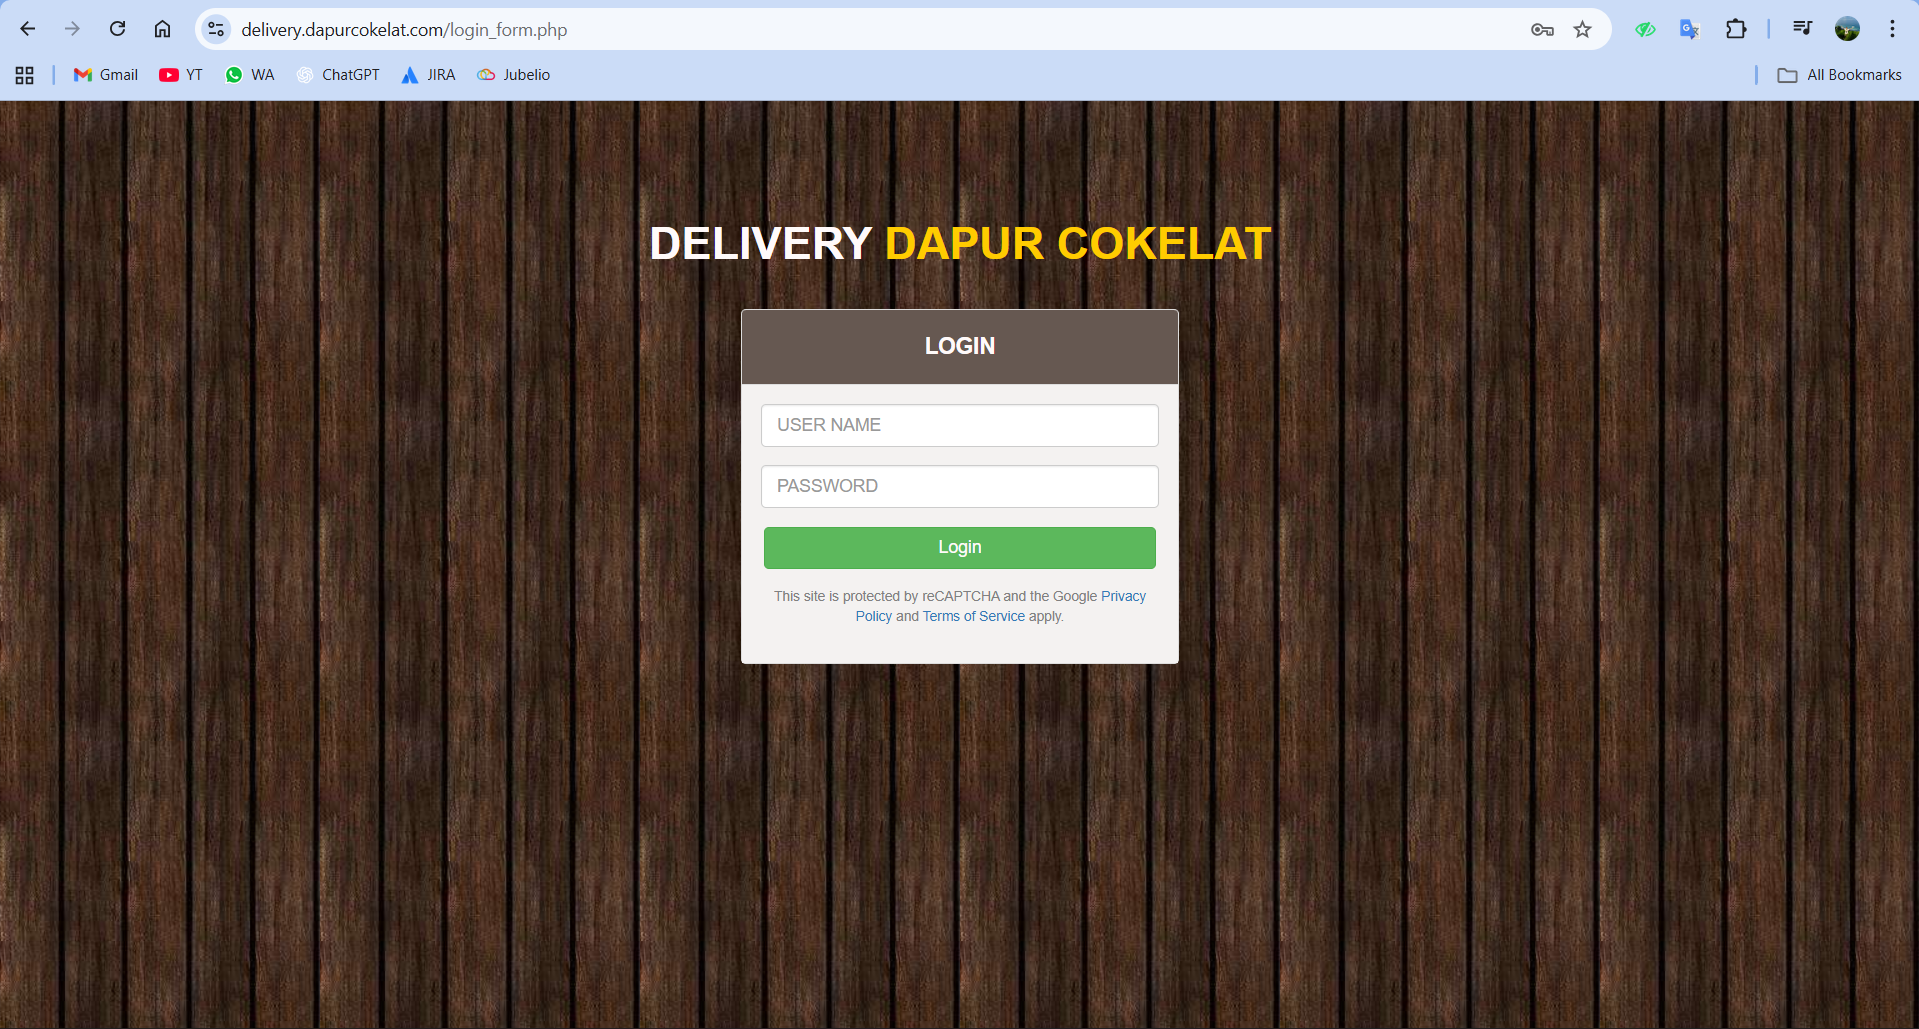 delivery.dapurcokelat.com/login_form.php
Gmail YT WA ChatGPT JIRA Jubelio All Bookmarks
DELIVERY DAPUR COKELAT
LOGIN
USER NAME
PASSWORD
Login
This site is protected by reCAPTCHA and the Google Privacy
Policy and Terms of Service apply.